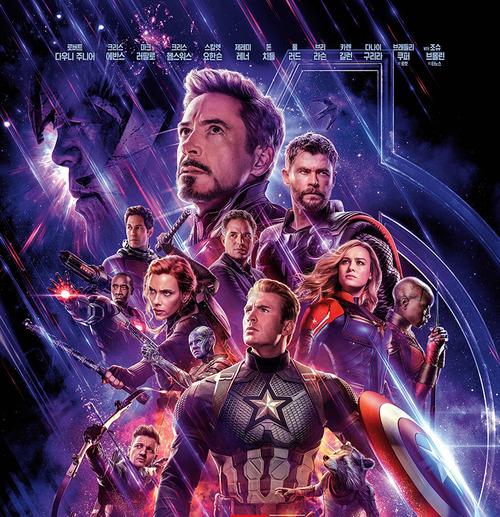 로버트 크리스 마크 크리스 스칼렛 제레미 돈 폴 브리 카렌 다나이 브래들리 조슈
다우니 주니어 에반스 러팔로 헴스워스 요한슨 레너 치들 러드 라슨 길런 구리라 쿠퍼 브롤린